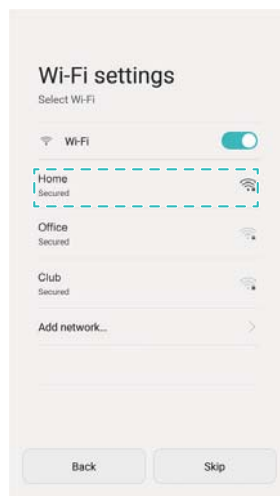 Wi-Fi settings
Select Wi-Fi
Wi-Fi
Home
Secured
Office
Secured
Club
Secured
Add network...
Back Skip